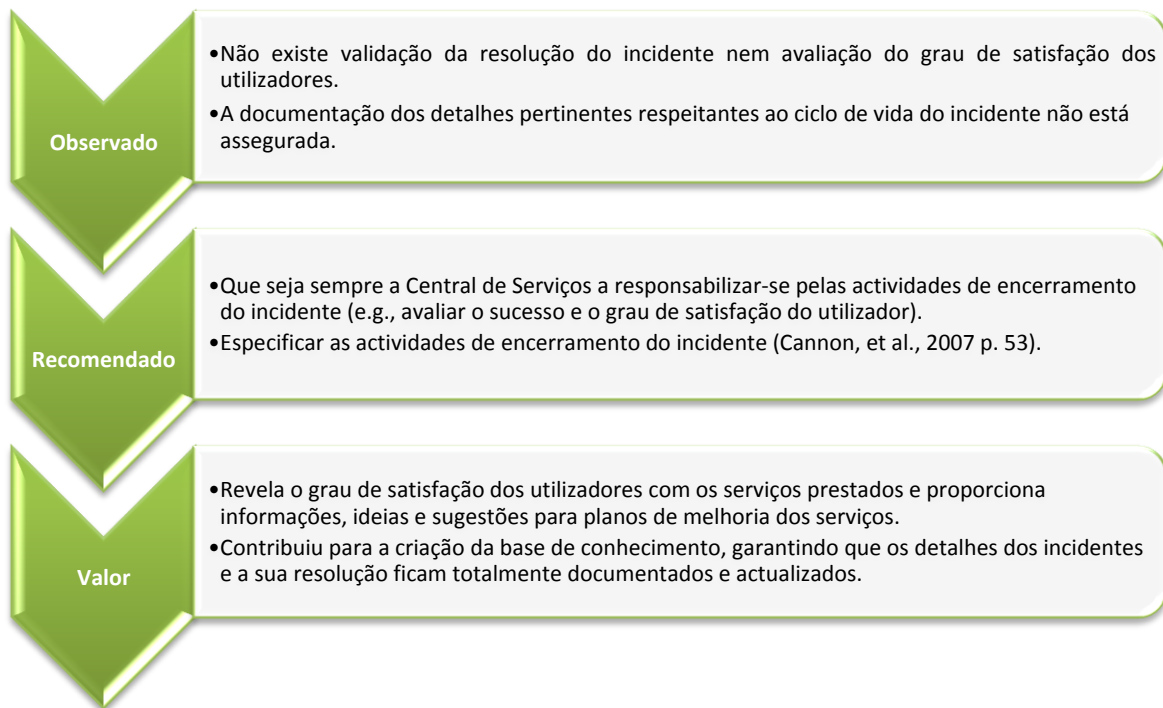 •Não existe validação da resolução do incidente nem avaliação do grau de satisfação dos
utilizadores.
•A documentação dos detalhes pertinentes respeitantes ao ciclo de vida do incidente não está
assegurada.
Observado
•Que seja sempre a Central de Serviços a responsabilizar-se pelas actividades de encerramento
do incidente (e.g., avaliar o sucesso e o grau de satisfação do utilizador).
•Especificar as actividades de encerramento do incidente (Cannon, et al., 2007 p. 53).
Recomendado
•Revela o grau de satisfação dos utilizadores com os serviços prestados e proporciona
informações, ideias e sugestões para planos de melhoria dos serviços.
•Contribuiu para a criação da base de conhecimento, garantindo que os detalhes dos incidentes
e a sua resolução ficam totalmente documentados e actualizados.
Valor